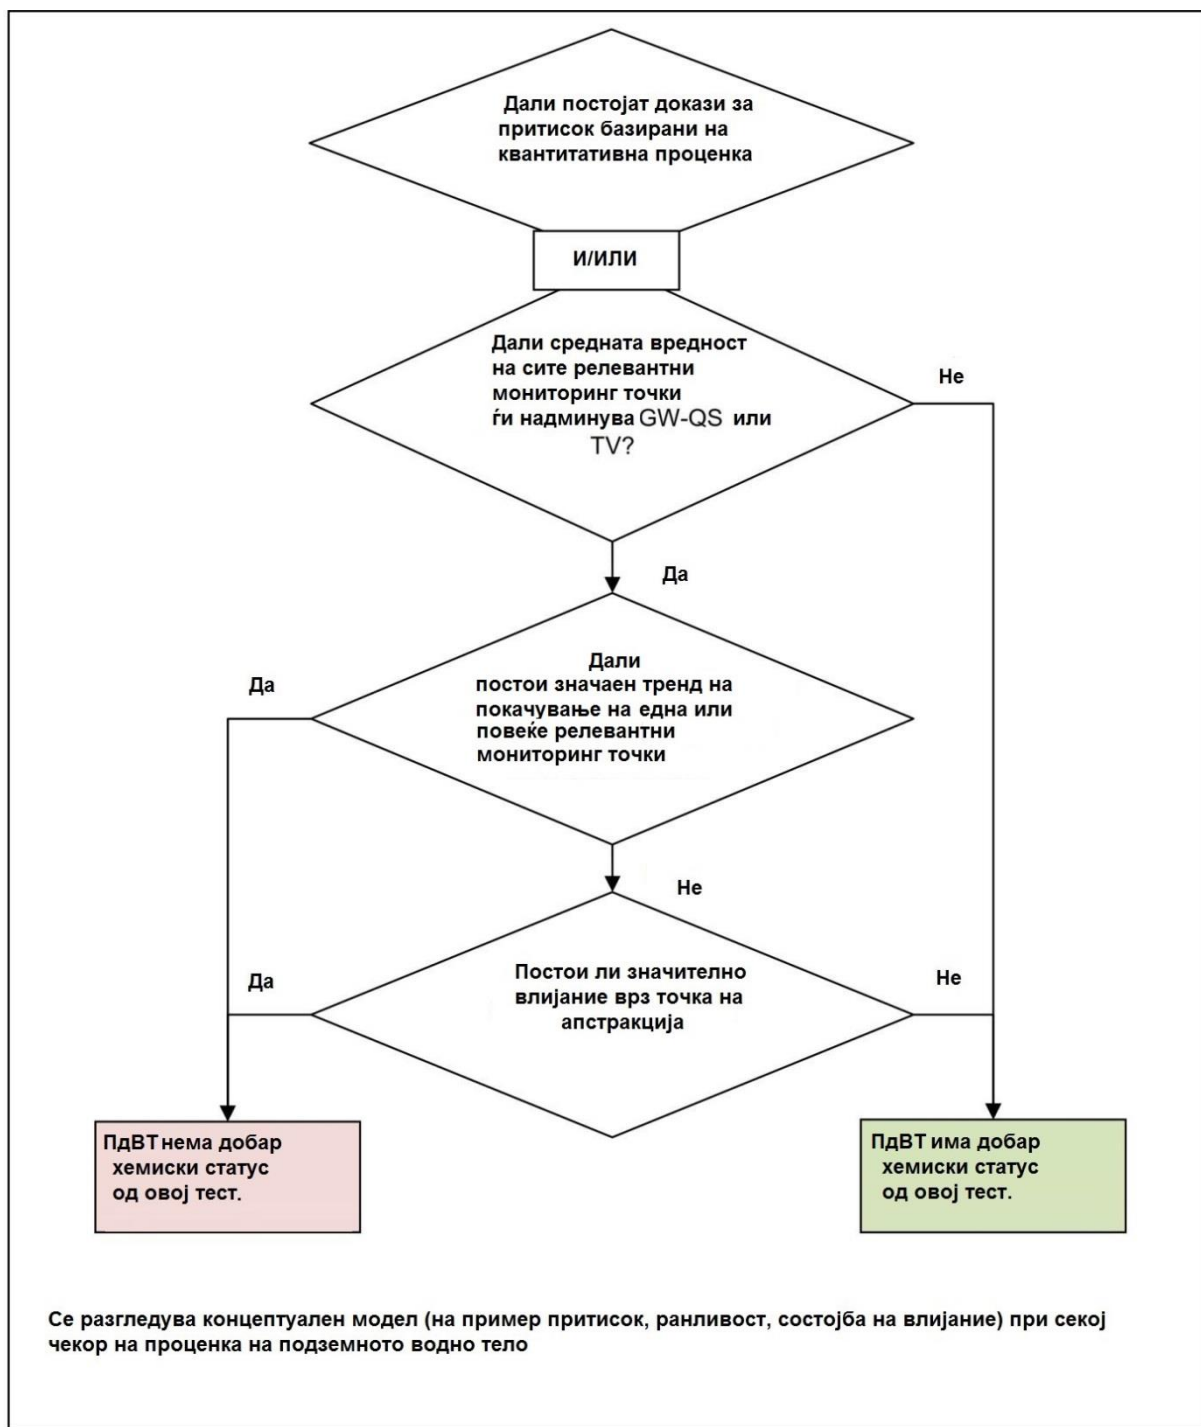 Дали постојат докази за
притисок базирани на
квантитативна проценка
И/ИЛИ
Дали средната вредност
на сите релевантни
мониторинг точки
ѓи надминува GW-QS или
TV?
Не
Да
Дали
постои значаен тренд на
покачување на една или
повеќе релевантни
мониторинг точки
Да
Не
Постои ли значително
влијание врз точка на
апстракција
Да
Не
ПдВТ нема добар
хемиски статус
од овој тест.
ПдВТ има добар
хемиски статус
од овој тест.
Се разгледува концептуален модел (на пример притисок, ранливост, состојба на влијание) при секој
чекор на проценка на подземното водно тело